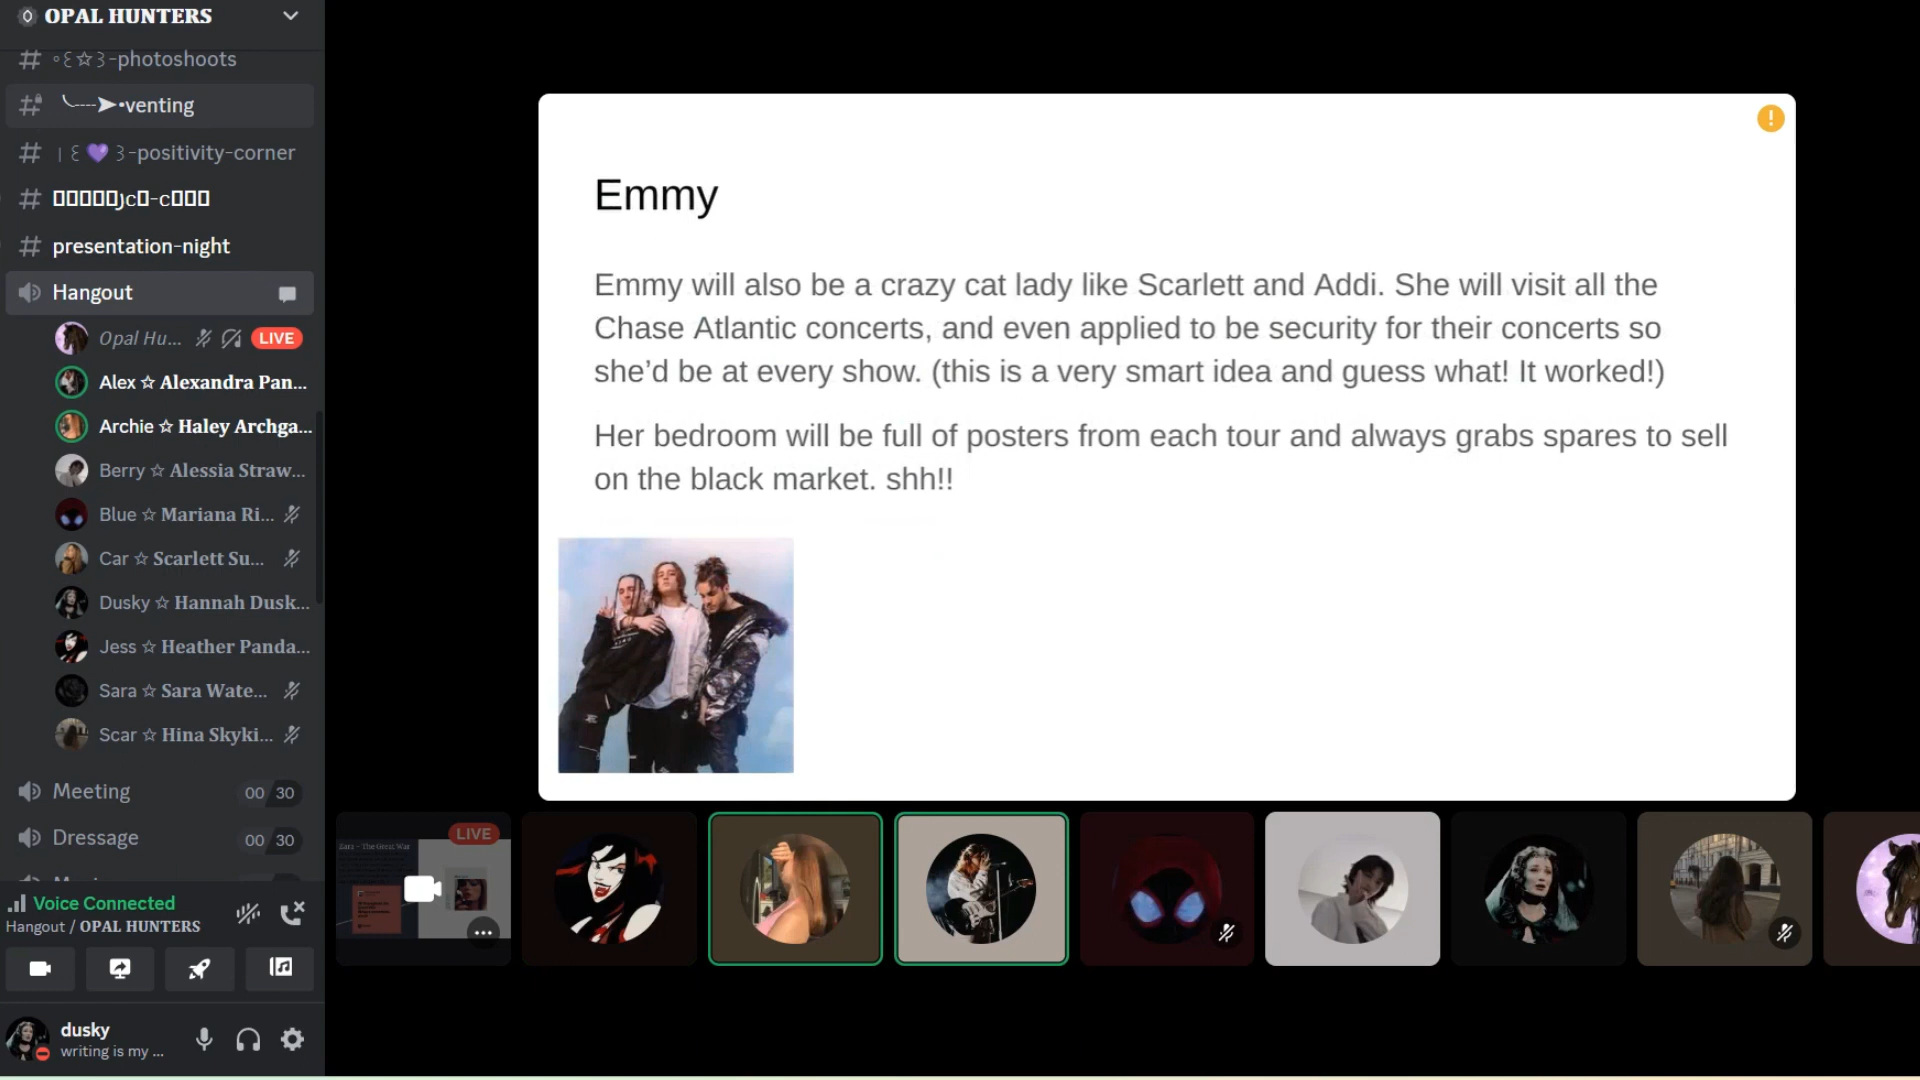 OPAL HUNTERS
-photoshoots
venting
-positivity-corner
presentation-night
Hangout
Opal Hu... LIVE
Alex ☆ Alexandra Pan...
Archie ☆ Haley Archga...
Berry ☆ Alessia Straw...
Blue ☆ Mariana Ri...
Car ☆ Scarlett Su...
Dusky ☆ Hannah Dusk...
Jess ☆ Heather Panda...
Sara ☆ Sara Wate...
Scar ☆ Hina Skyki...
Meeting 00 30
Dressage 00 30
Voice Connected
Hangout / OPAL HUNTERS
dusky
writing is my ...
Emmy
Emmy will also be a crazy cat lady like Scarlett and Addi. She will visit all the
Chase Atlantic concerts, and even applied to be security for their concerts so
she’d be at every show. (this is a very smart idea and guess what! It worked!)
Her bedroom will be full of posters from each tour and always grabs spares to sell
on the black market. shh!!
LIVE
Sara - The Great War